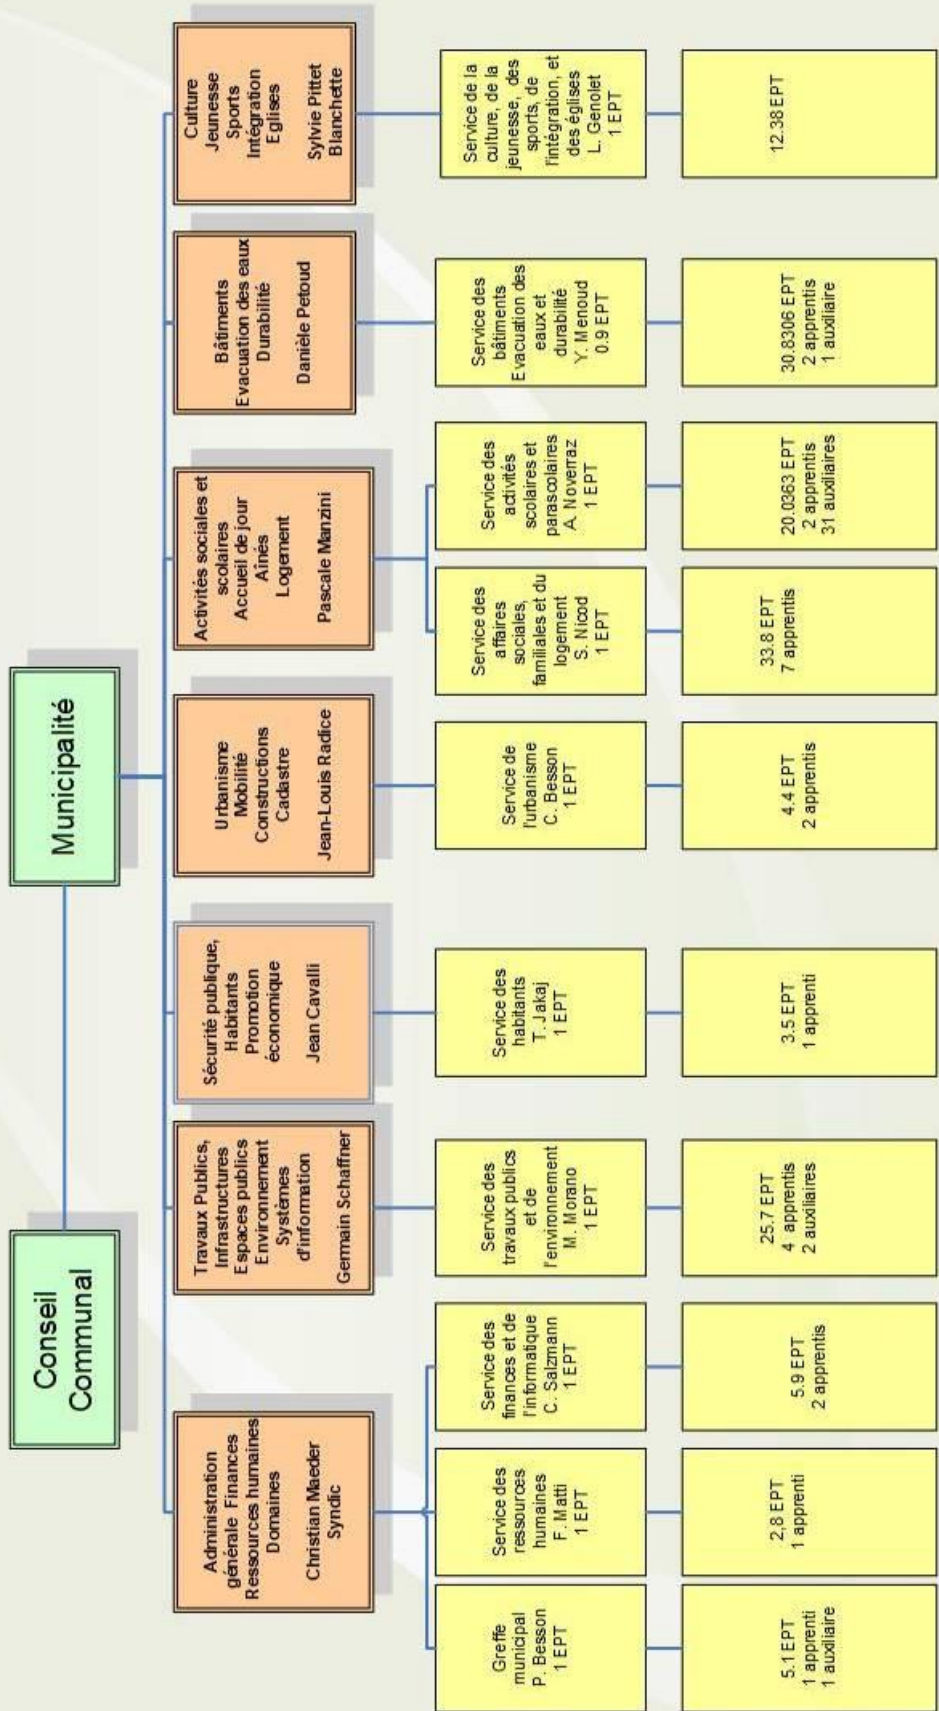 Conseil
Communal
Municipalité
Administration
générale Finances
Ressources humaines
Domaines
Christian Maeder
Syndic
Travaux Publics,
Infrastructures
Espaces publics
Environnement
Systèmes
d'information
Germain Schaffner
Sécurité publique,
Habitants
Promotion
économique
Jean Cavalli
Urbanisme
Mobilité
Constructions
Cadastre
Jean-Louis Radice
Activités sociales et
scolaires
Accueil de jour
Aînés
Logement
Pascale Manzini
Bâtiments
Evacuation des eaux
Durabilité
Danièle Petoud
Culture
Jeunesse
Sports
Intégration
Eglises
Sylvie Pittet
Blanchette
Greffe
municipal
P. Besson
1 EPT
Service des
ressources
humaines
F. Matti
1 EPT
Service des
finances et de
l'informatique
C. Salzmann
1 EPT
Service des
travaux publics
et de
l'environnement
M. Morano
1 EPT
Service des
habitants
T. Jakaj
1 EPT
Service de
l'urbanisme
C. Besson
1 EPT
Service des
affaires
sociales,
familiales et du
logement
S. Nicod
1 EPT
Service des
activités
scolaires et
parascolaires
A. Noverraz
1 EPT
Service des
bâtiments
Evacuation des
eaux et
durabilité
Y. Menoud
0.9 EPT
Service de la
culture, de la
jeunesse, des
sports, de
l'intégration, et
des églises
L. Genolet
1 EPT
5.1 EPT
1 apprenti
1 auxiliaire
2,8 EPT
1 apprenti
5.9 EPT
2 apprentis
25.7 EPT
4 apprentis
2 auxiliaires
3.5 EPT
1 apprenti
4.4 EPT
2 apprentis
33.8 EPT
7 apprentis
20.0363 EPT
2 apprentis
31 auxiliaires
30.8306 EPT
2 apprentis
1 auxiliaire
12.38 EPT